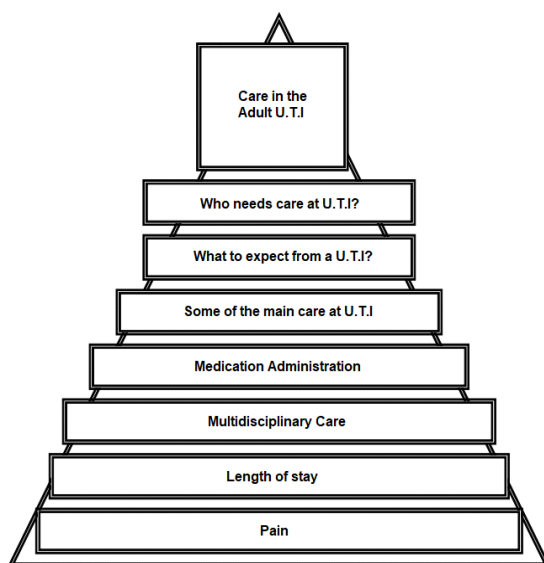 Care in the
Adult U.T.I
Who needs care at U.T.I?
What to expect from a U.T.I?
Some of the main care at U.T.I
Medication Administration
Multidisciplinary Care
Length of stay
Pain